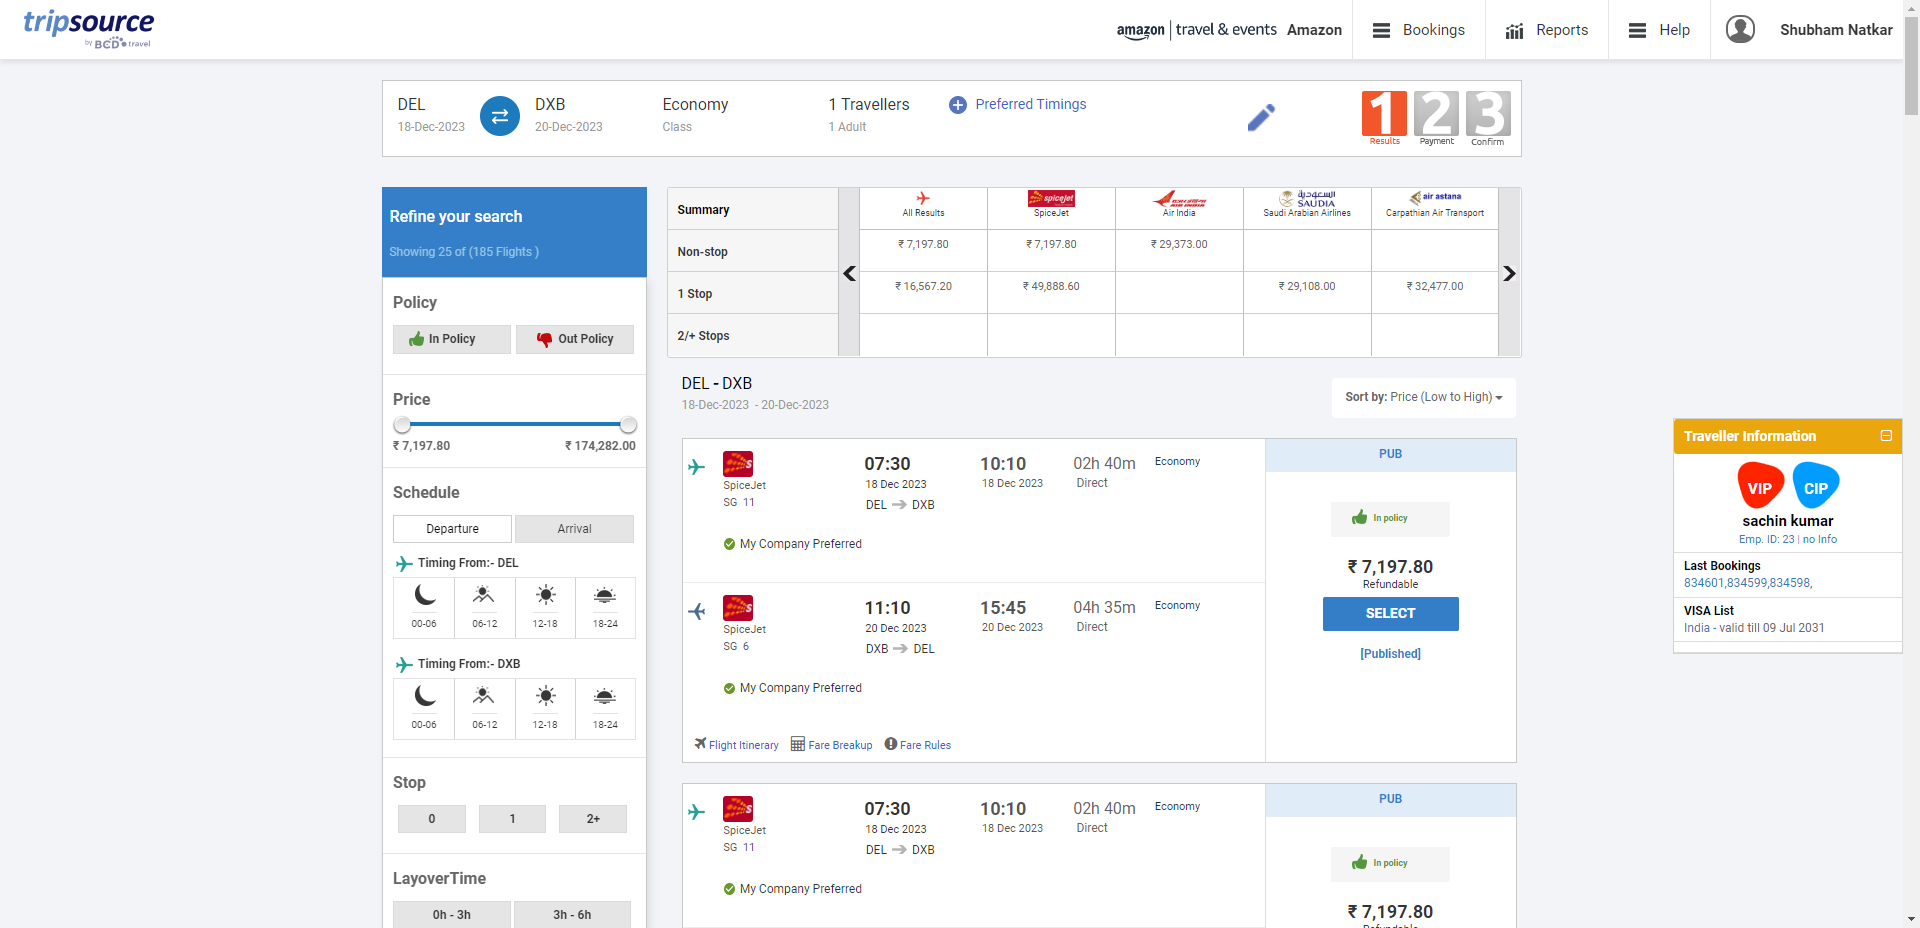 tripsource
by BCD travel
amazon | travel & events Amazon
Bookings
Reports
Help
Shubham Natkar
DEL
18-Dec-2023
DXB
20-Dec-2023
Economy
Class
1 Travellers
1 Adult
Preferred Timings
1 2 3
Results Payment Confirm
Refine your search
Showing 25 of (185 Flights )
Policy
In Policy Out Policy
Price
₹ 7,197.80 ₹ 174,282.00
Schedule
Departure Arrival
Timing From:- DEL
00-06 06-12 12-18 18-24
Timing From:- DXB
00-06 06-12 12-18 18-24
Stop
0 1 2+
LayoverTime
0h - 3h 3h - 6h
Summary
All Results
spicejet
SpiceJet
Air India
السعودية
SAUDIA
Saudi Arabian Airlines
air astana
Carpathian Air Transport
Non-stop ₹ 7,197.80 ₹ 7,197.80 ₹ 29,373.00
1 Stop ₹ 16,567.20 ₹ 49,888.60 ₹ 29,108.00 ₹ 32,477.00
2/+ Stops
DEL - DXB
18-Dec-2023 - 20-Dec-2023
Sort by: Price (Low to High)
SpiceJet
SG 11
07:30
18 Dec 2023
DEL DXB
10:10
18 Dec 2023
02h 40m
Direct
Economy
My Company Preferred
SpiceJet
SG 6
11:10
20 Dec 2023
DXB DEL
15:45
20 Dec 2023
04h 35m
Direct
Economy
My Company Preferred
Flight Itinerary Fare Breakup Fare Rules
PUB
In policy
₹ 7,197.80
Refundable
SELECT
[Published]
SpiceJet
SG 11
07:30
18 Dec 2023
DEL DXB
10:10
18 Dec 2023
02h 40m
Direct
Economy
My Company Preferred
PUB
In policy
₹ 7,197.80
Refundable
Traveller Information
VIP CIP
sachin kumar
Emp. ID: 23 | no Info
Last Bookings
834601,834599,834598,
VISA List
India - valid till 09 Jul 2031